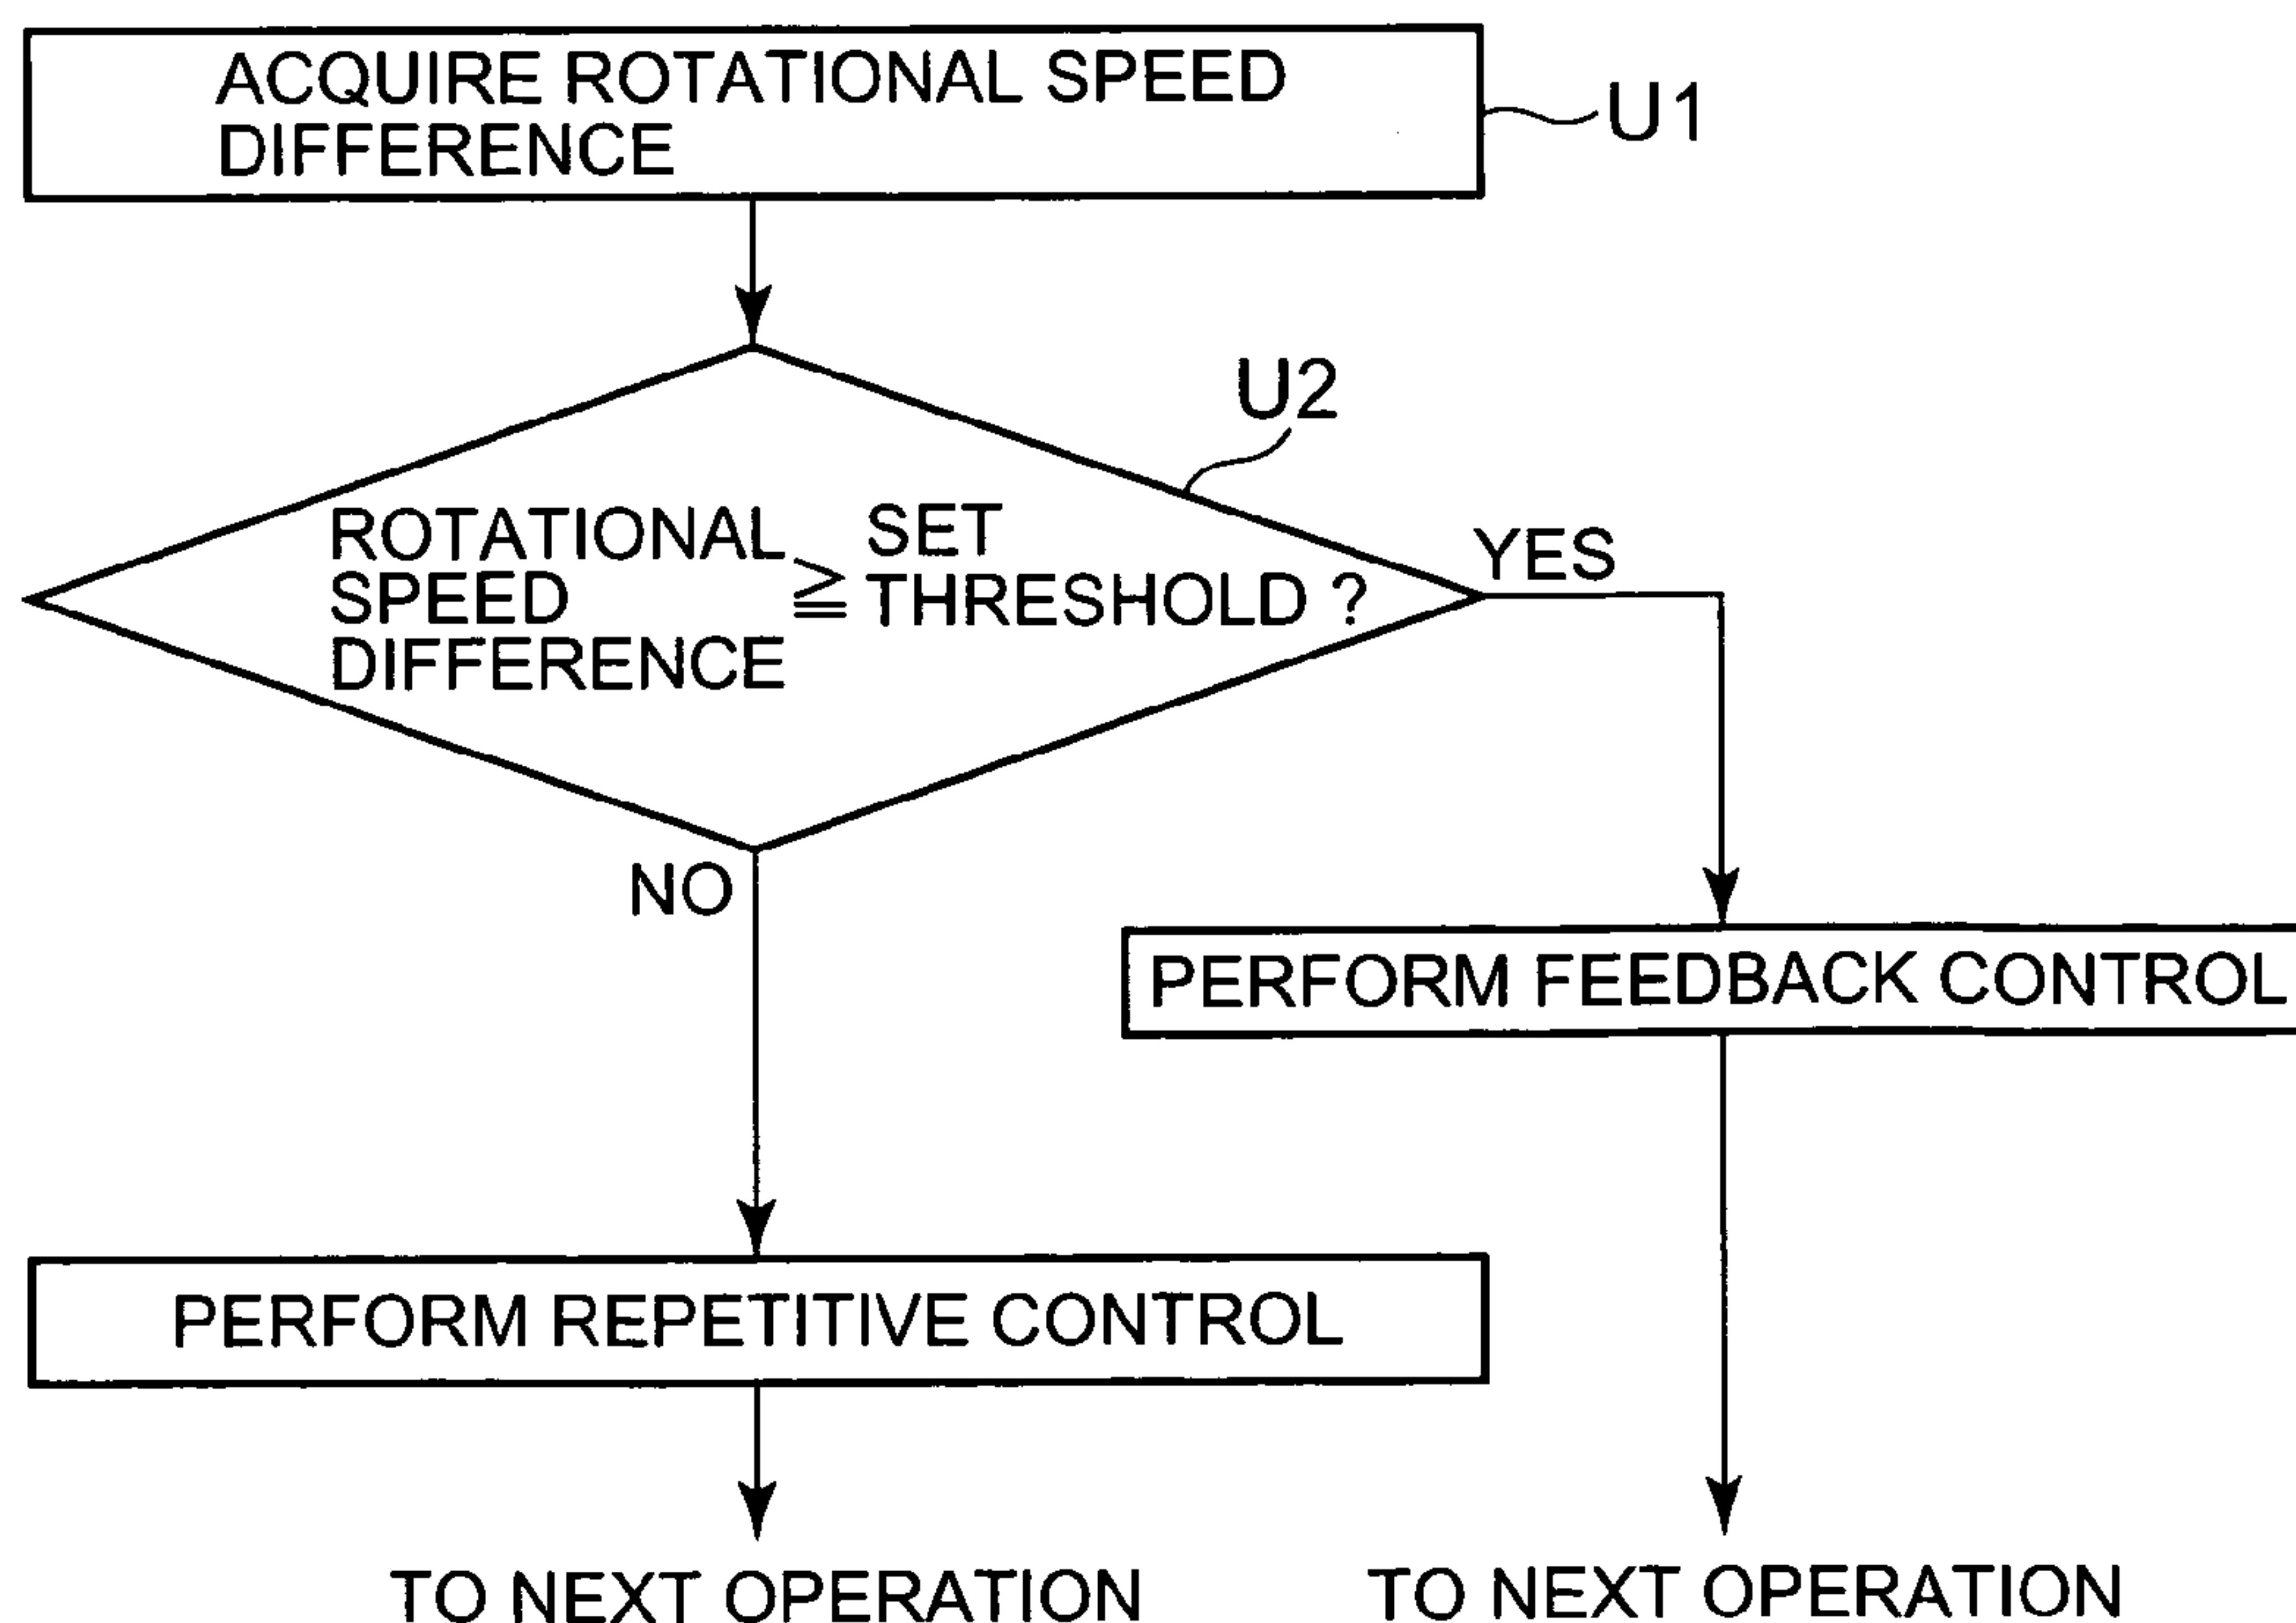 ACQUIRE ROTATIONAL SPEED
DIFFERENCE
U1
U2
ROTATIONAL
SPEED
DIFFERENCE
≧
SET
THRESHOLD ?
YES
NO
PERFORM FEEDBACK CONTROL
PERFORM REPETITIVE CONTROL
TO NEXT OPERATION
TO NEXT OPERATION